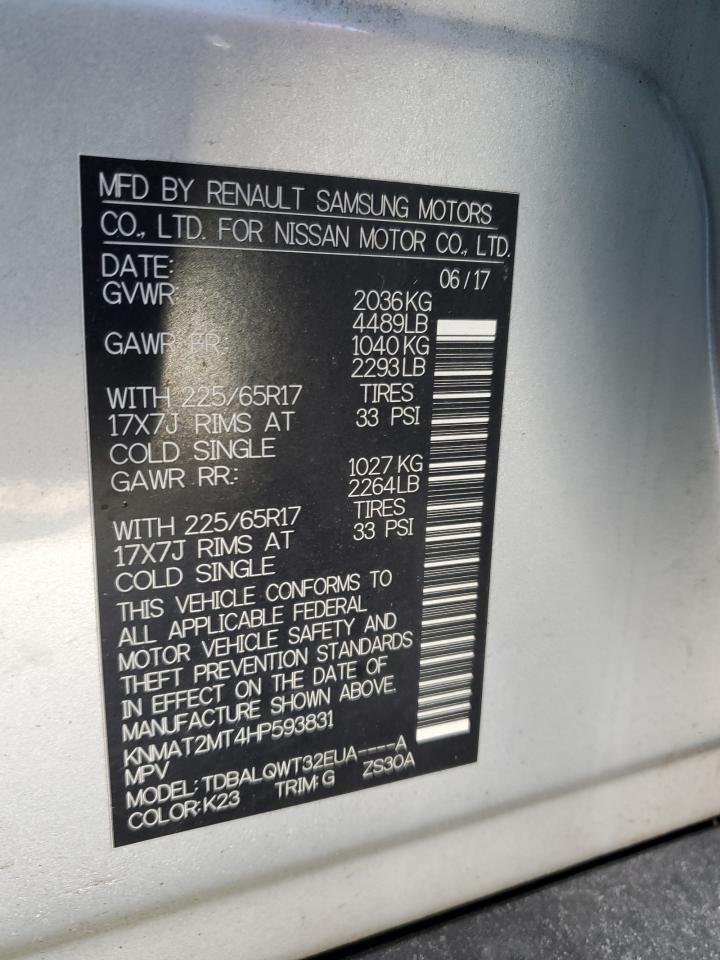 MFD BY RENAULT SAMSUNG MOTORS
CO., LTD. FOR NISSAN MOTOR CO., LTD.
DATE: 06/17
GVWR: 2036KG
4489LB
GAWR FR: 1040KG
2293LB
WITH 225/65R17 TIRES
17X7J RIMS AT 33 PSI
COLD SINGLE
GAWR RR: 1027KG
2264LB
WITH 225/65R17 TIRES
17X7J RIMS AT 33 PSI
COLD SINGLE
THIS VEHICLE CONFORMS TO
ALL APPLICABLE FEDERAL
MOTOR VEHICLE SAFETY AND
THEFT PREVENTION STANDARDS
IN EFFECT ON THE DATE OF
MANUFACTURE SHOWN ABOVE.
KNMAT2MT4HP593831
MPV
MODEL: TDBALQWT32EUA----A
COLOR:K23 TRIM:G ZS30A